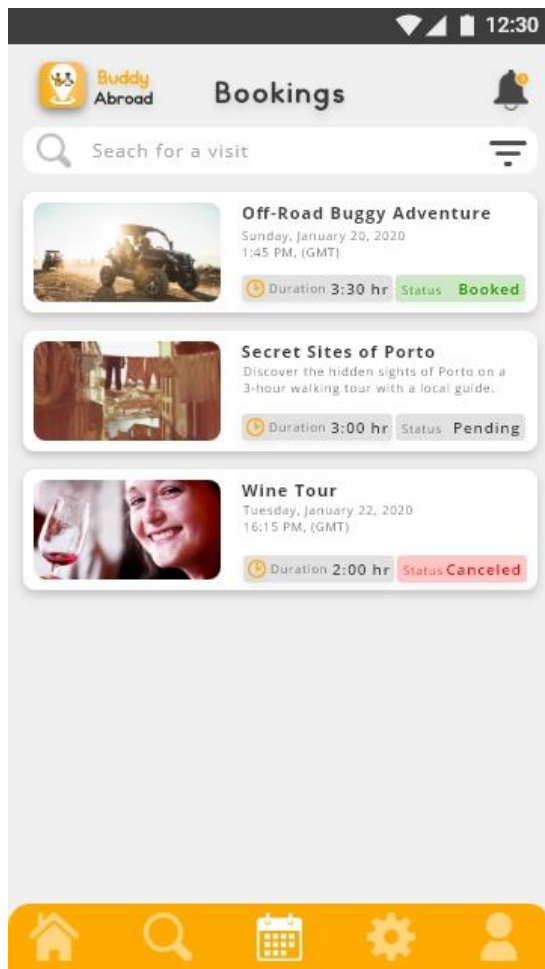 12:30
Buddy
Abroad
Bookings
Seach for a visit
Off-Road Buggy Adventure
Sunday, January 20, 2020
1:45 PM, (GMT)
Duration 3:30 hr Status Booked
Secret Sites of Porto
Discover the hidden sights of Porto on a
3-hour walking tour with a local guide.
Duration 3:00 hr Status Pending
Wine Tour
Tuesday, January 22, 2020
16:15 PM, (GMT)
Duration 2:00 hr Status Canceled